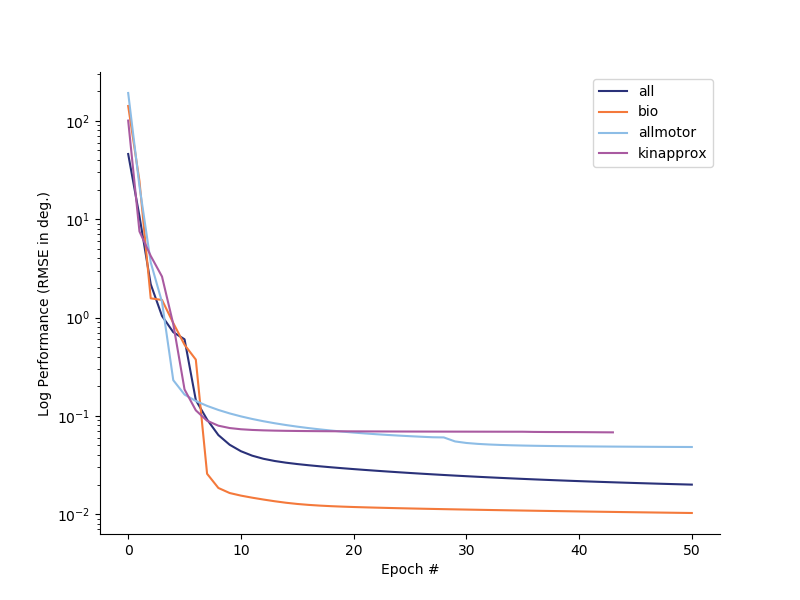 all
bio
allmotor
kinapprox
Log Performance (RMSE in deg.)
10²
10¹
10⁰
10⁻¹
10⁻²
0 10 20 30 40 50
Epoch #